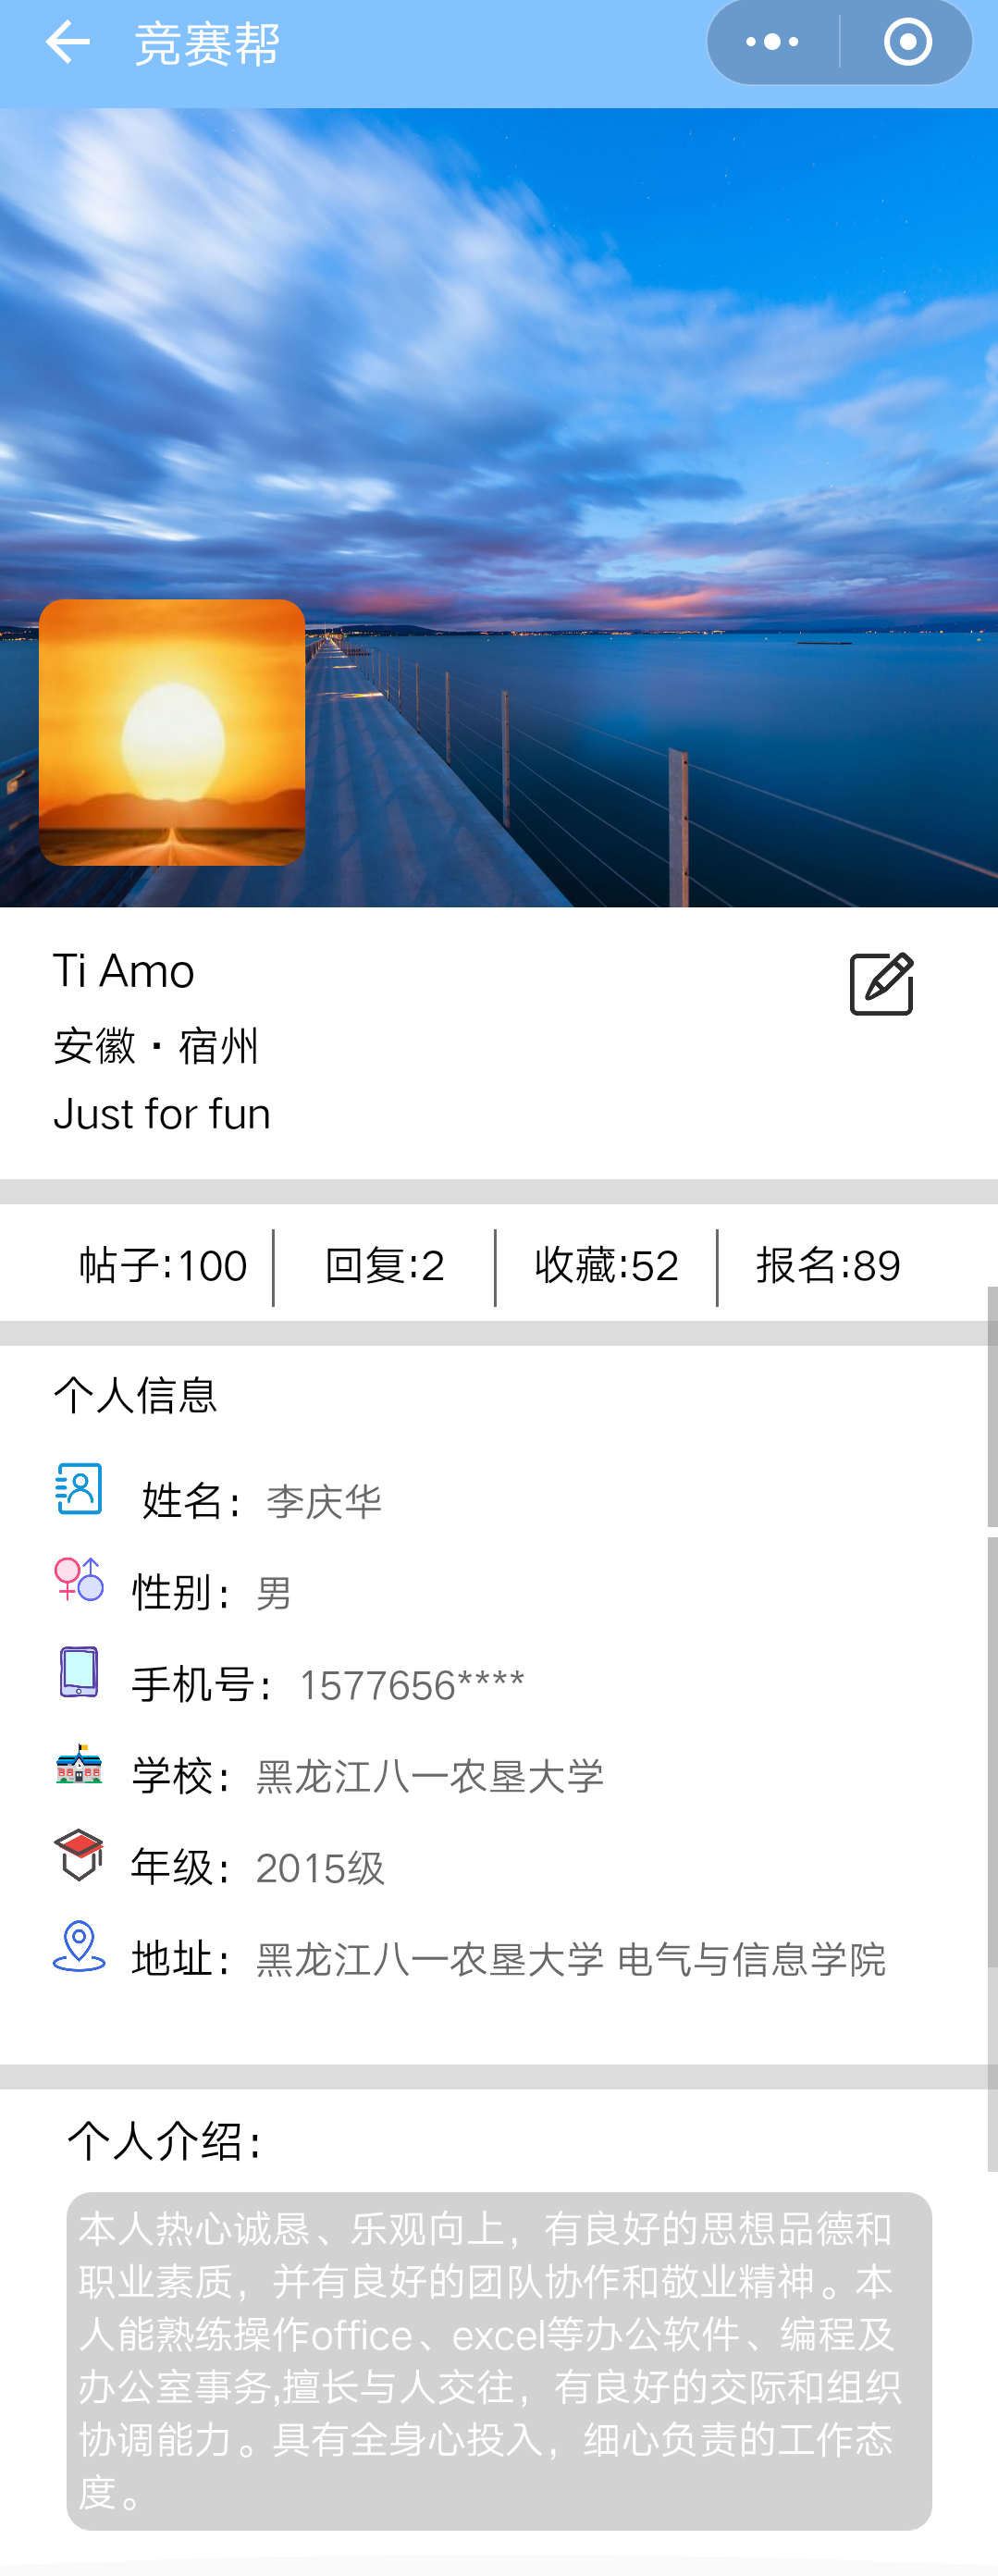 竞赛帮
Ti Amo
安徽·宿州
Just for fun
帖子:100 回复:2 收藏:52 报名:89
个人信息
姓名：李庆华
性别：男
手机号：1577656****
学校：黑龙江八一农垦大学
年级：2015级
地址：黑龙江八一农垦大学 电气与信息学院
个人介绍：
本人热心诚恳、乐观向上，有良好的思想品德和
职业素质，并有良好的团队协作和敬业精神。本
人能熟练操作office、excel等办公软件、编程及
办公室事务,擅长与人交往，有良好的交际和组织
协调能力。具有全身心投入，细心负责的工作态
度。